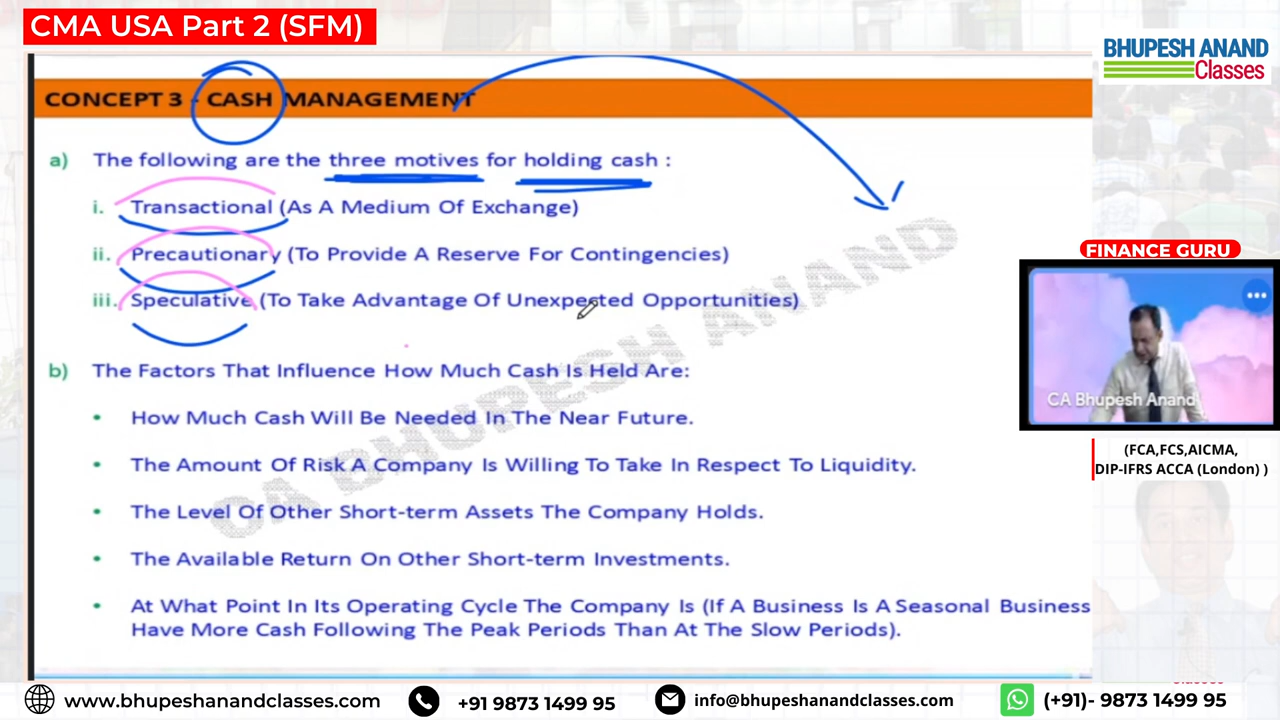 CMA USA Part 2 (SFM)
BHUPESH ANAND
Classes
CONCEPT 3 - CASH MANAGEMENT
a) The following are the three motives for holding cash :
i. Transactional (As A Medium Of Exchange)
ii. Precautionary (To Provide A Reserve For Contingencies)
iii. Speculative (To Take Advantage Of Unexpected Opportunities)
b) The Factors That Influence How Much Cash Is Held Are:
• How Much Cash Will Be Needed In The Near Future.
• The Amount Of Risk A Company Is Willing To Take In Respect To Liquidity.
• The Level Of Other Short-term Assets The Company Holds.
• The Available Return On Other Short-term Investments.
• At What Point In Its Operating Cycle The Company Is (If A Business Is A Seasonal Business
Have More Cash Following The Peak Periods Than At The Slow Periods).
CA BHUPESH ANAND
FINANCE GURU
CA Bhupesh Anand
(FCA,FCS,AICMA,
DIP-IFRS ACCA (London) )
www.bhupeshanandclasses.com
+91 9873 1499 95
info@bhupeshanandclasses.com
(+91)- 9873 1499 95